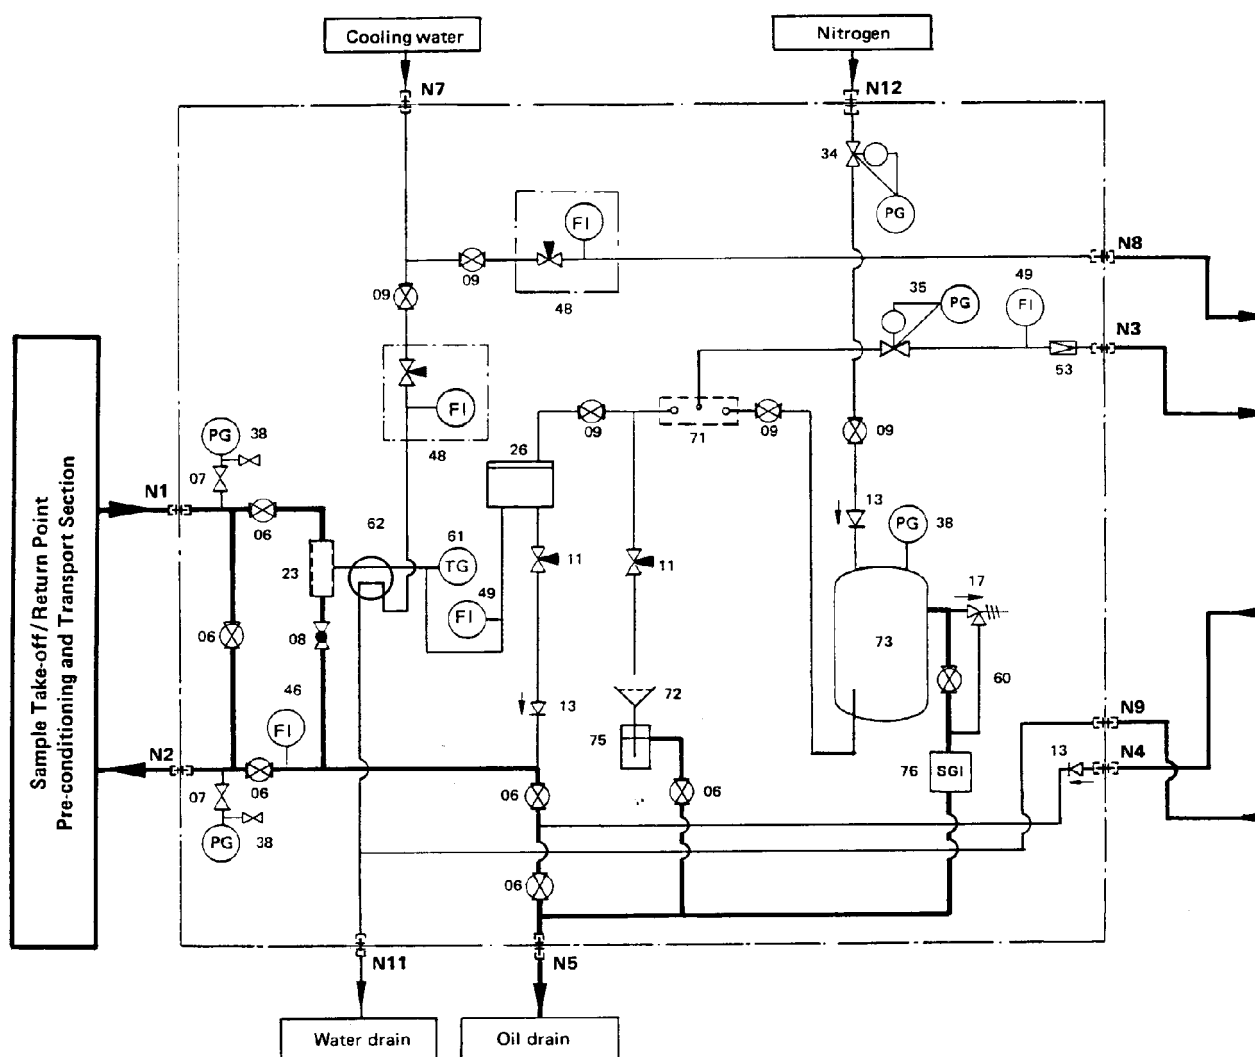 Cooling water
Nitrogen
N7
N12
34
PG
FI
N8
09
48
09
35
PG
49
FI
N3
53
FI
48
09
71
09
09
PG
38
07
26
N1
06
62
61
TG
23
49
FI
11
11
13
PG
38
17
06
08
73
60
46
FI
13
72
75
N9
N2
N4
13
76
SGI
07
06
06
06
PG
38
06
N11
N5
Water drain
Oil drain
Sample Take-off/Return Point
Pre-conditioning and Transport Section